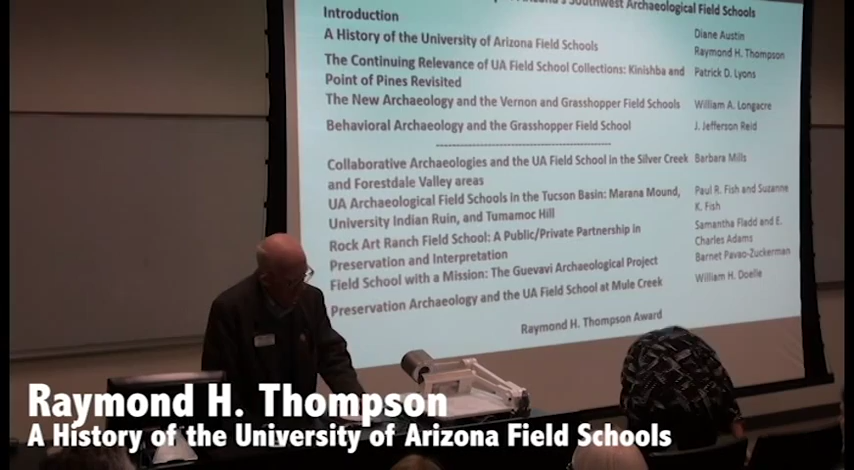 Southwest Archaeological Field Schools
Introduction
Diane Austin
A History of the University of Arizona Field Schools
Raymond H. Thompson
The Continuing Relevance of UA Field School Collections: Kinishba and
Point of Pines Revisited
Patrick D. Lyons
The New Archaeology and the Vernon and Grasshopper Field Schools
William A. Longacre
Behavioral Archaeology and the Grasshopper Field School
J. Jefferson Reid
Collaborative Archaeologies and the UA Field School in the Silver Creek
and Forestdale Valley areas
Barbara Mills
UA Archaeological Field Schools in the Tucson Basin: Marana Mound,
University Indian Ruin, and Tumamoc Hill
Paul R. Fish and Suzanne
K. Fish
Rock Art Ranch Field School: A Public/Private Partnership in
Preservation and Interpretation
Samantha Fladd and E.
Charles Adams
Field School with a Mission: The Guevavi Archaeological Project
Barnet Pavao-Zuckerman
Preservation Archaeology and the UA Field School at Mule Creek
William H. Doelle
Raymond H. Thompson Award
Raymond H. Thompson
A History of the University of Arizona Field Schools